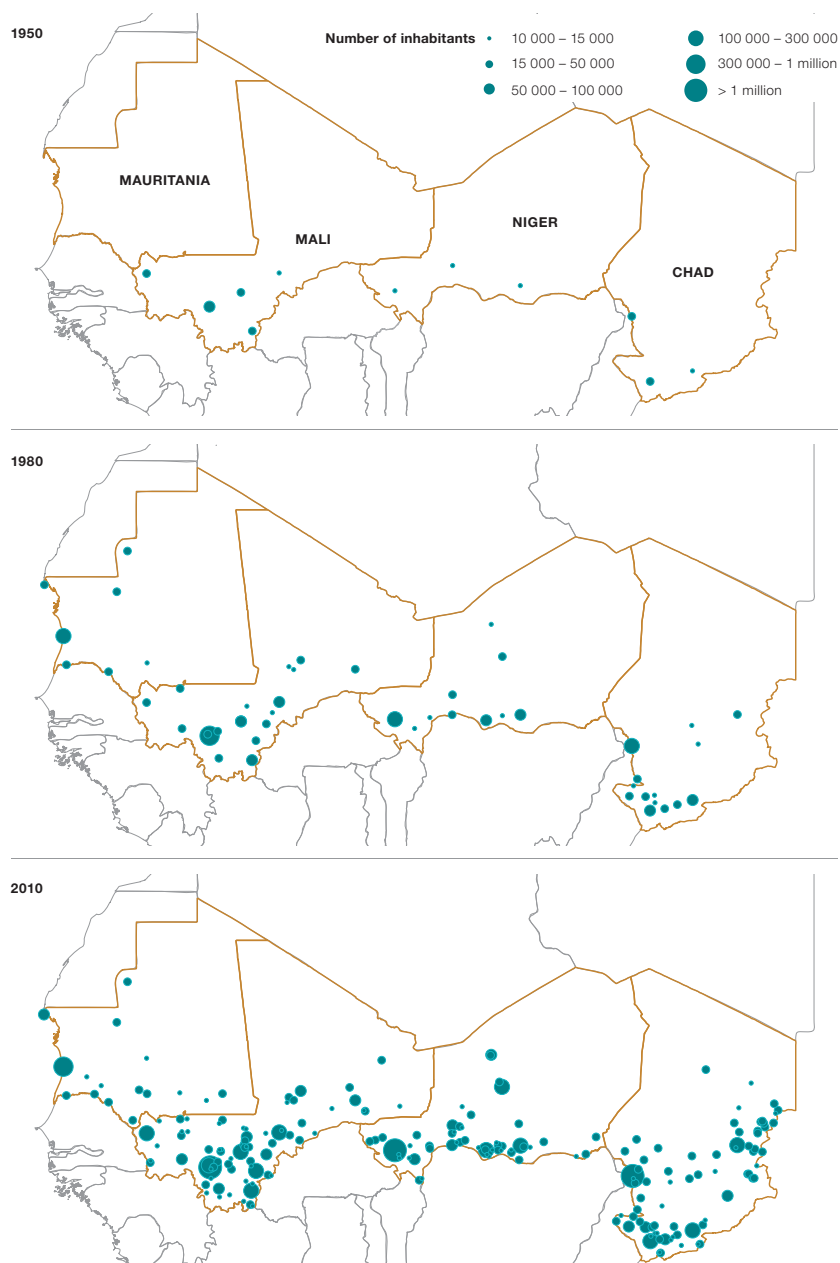 1950
Number of inhabitants
10 000 – 15 000
15 000 – 50 000
50 000 – 100 000
100 000 – 300 000
300 000 – 1 million
> 1 million
MAURITANIA
MALI
NIGER
CHAD
1980
2010